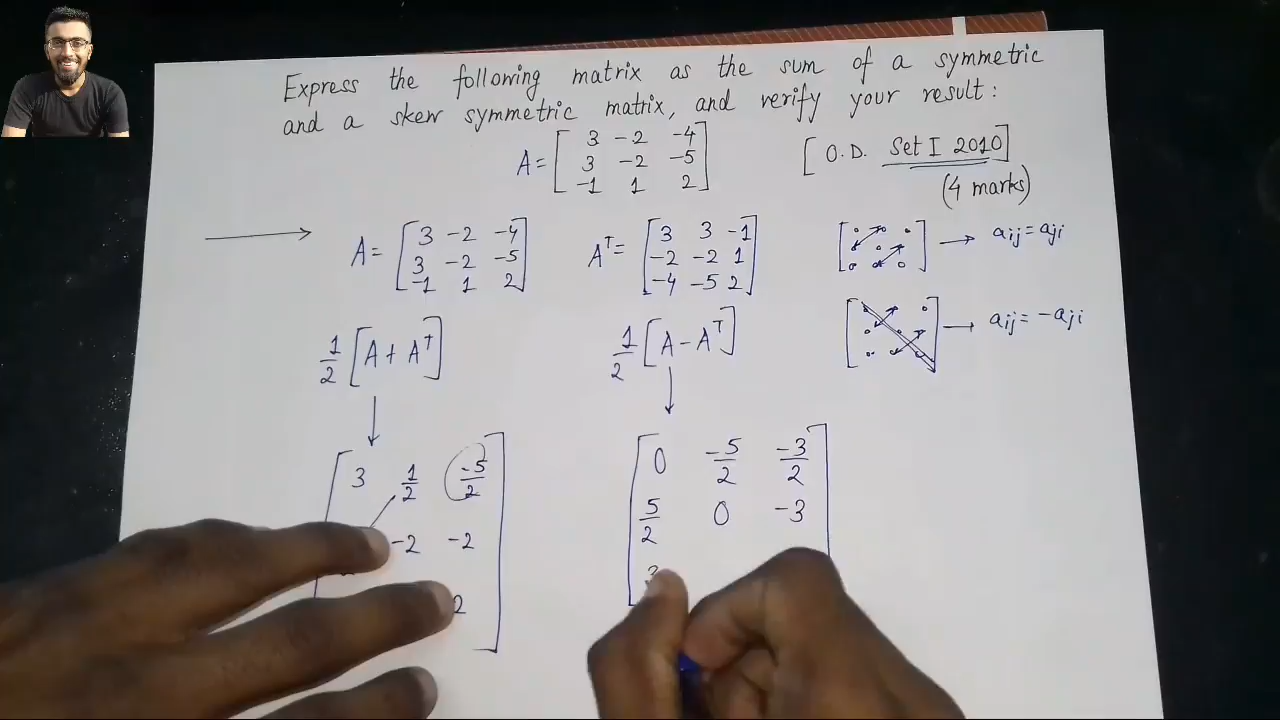 Express the following matrix as the sum of a symmetric
and a skew symmetric matrix, and verify your result:
A = [ 3 -2 -4
3 -2 -5
-1 1 2 ]
[ O.D. Set I 2010]
(4 marks)
A = [ 3 -2 -4
3 -2 -5
-1 1 2 ]
Aᵀ = [ 3 3 -1
-2 -2 1
-4 -5 2 ]
→ aij = aji
→ aij = -aji
1/2 [A + Aᵀ]
1/2 [A - Aᵀ]
[ 3 1/2 -5/2
-2 -2
2 ]
[ 0 -5/2 -3/2
5/2 0 -3